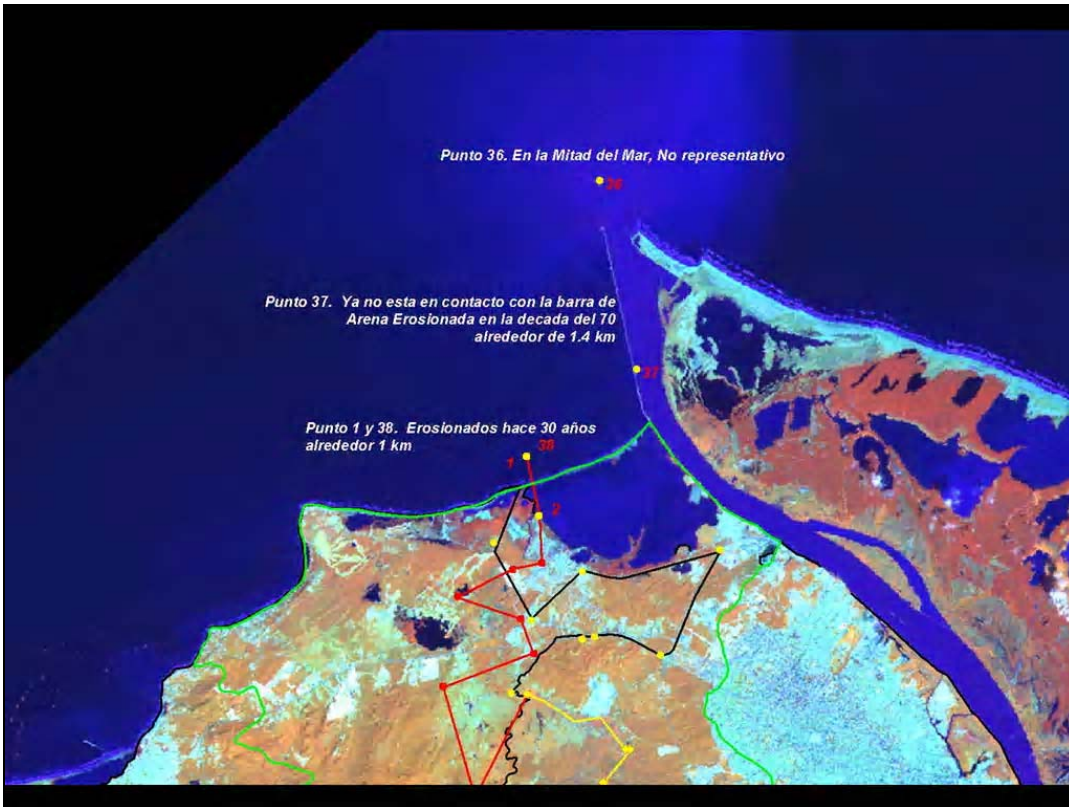 Punto 36. En la Mitad del Mar, No representativo
36
Punto 37.  Ya no esta en contacto con la barra de
Arena Erosionada en la decada del 70
alrededor de 1.4 km
37
Punto 1 y 38.  Erosionados hace 30 años
alrededor 1 km
38
1
2